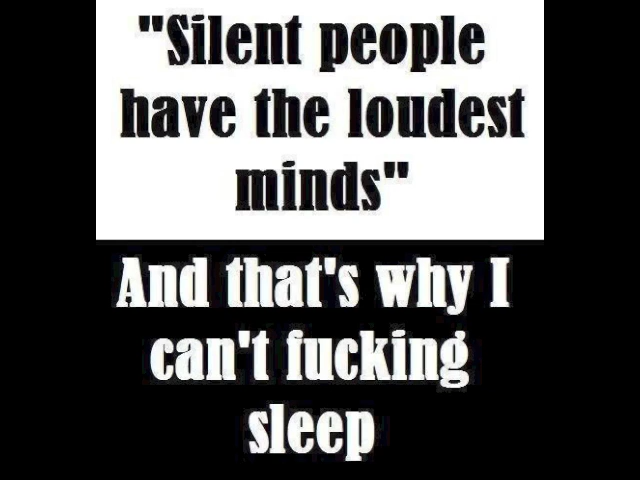 "Silent people
have the loudest
minds"
And that's why I
can't fucking
sleep